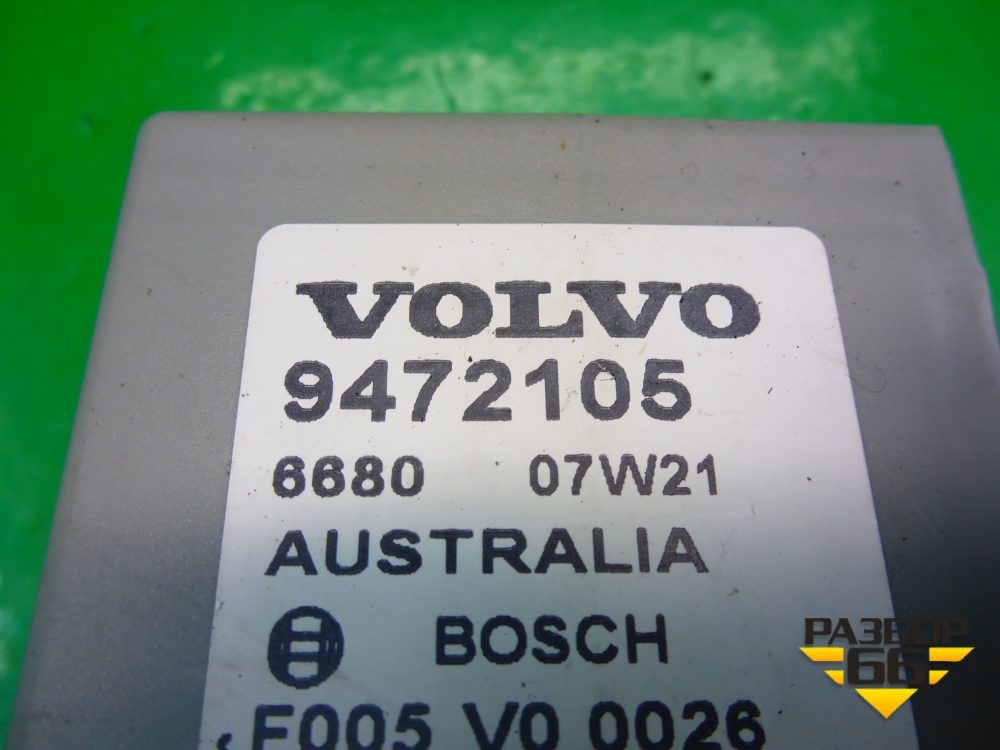 VOLVO
9472105
6680 07W21
AUSTRALIA
BOSCH
F005 V0 0026
РАЗБОР
66